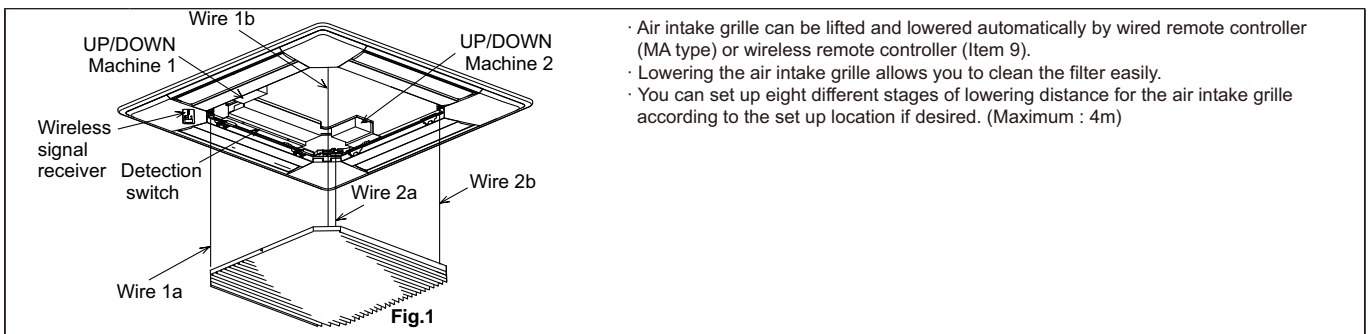 Wire 1b
UP/DOWN
Machine 1
UP/DOWN
Machine 2
Wireless
signal
receiver
Detection
switch
Wire 2a
Wire 2b
Wire 1a
Fig.1
· Air intake grille can be lifted and lowered automatically by wired remote controller
(MA type) or wireless remote controller (Item 9).
· Lowering the air intake grille allows you to clean the filter easily.
· You can set up eight different stages of lowering distance for the air intake grille
according to the set up location if desired. (Maximum : 4m)